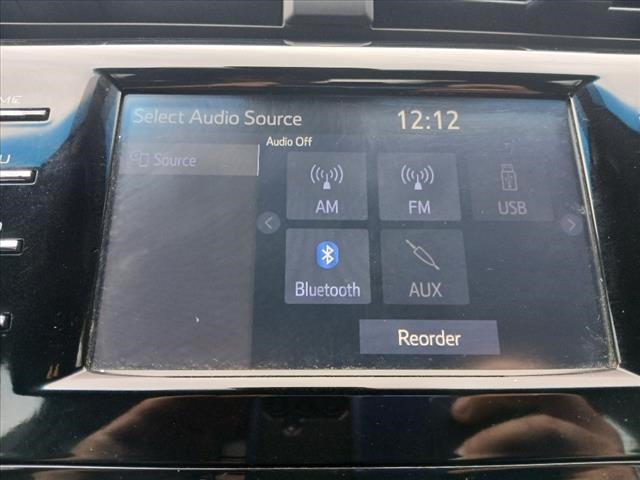 Select Audio Source
12:12
Audio Off
Source
AM
FM
USB
Bluetooth
AUX
Reorder